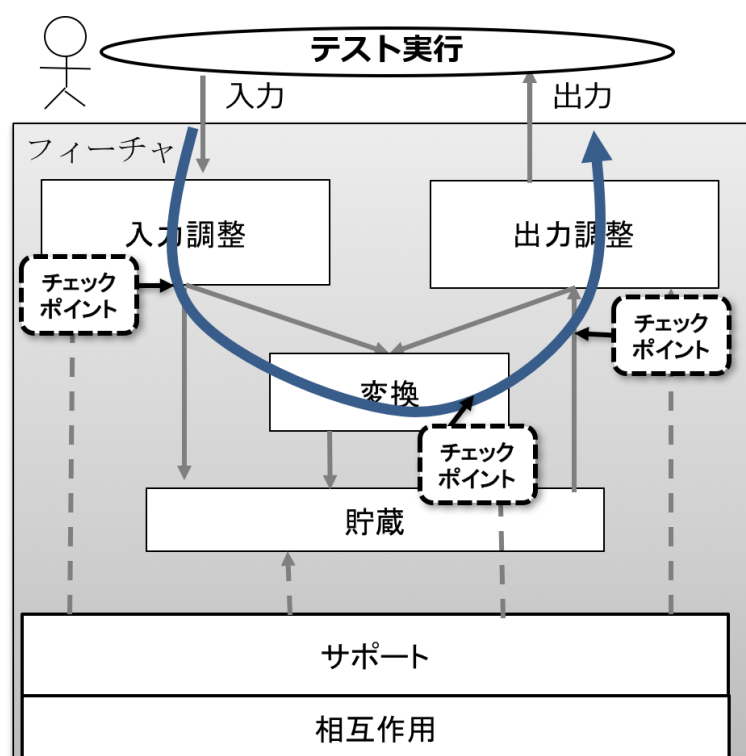 テスト実行
入力
出力
フィーチャ
入力調整
出力調整
チェック
ポイント
チェック
ポイント
変換
チェック
ポイント
貯蔵
サポート
相互作用